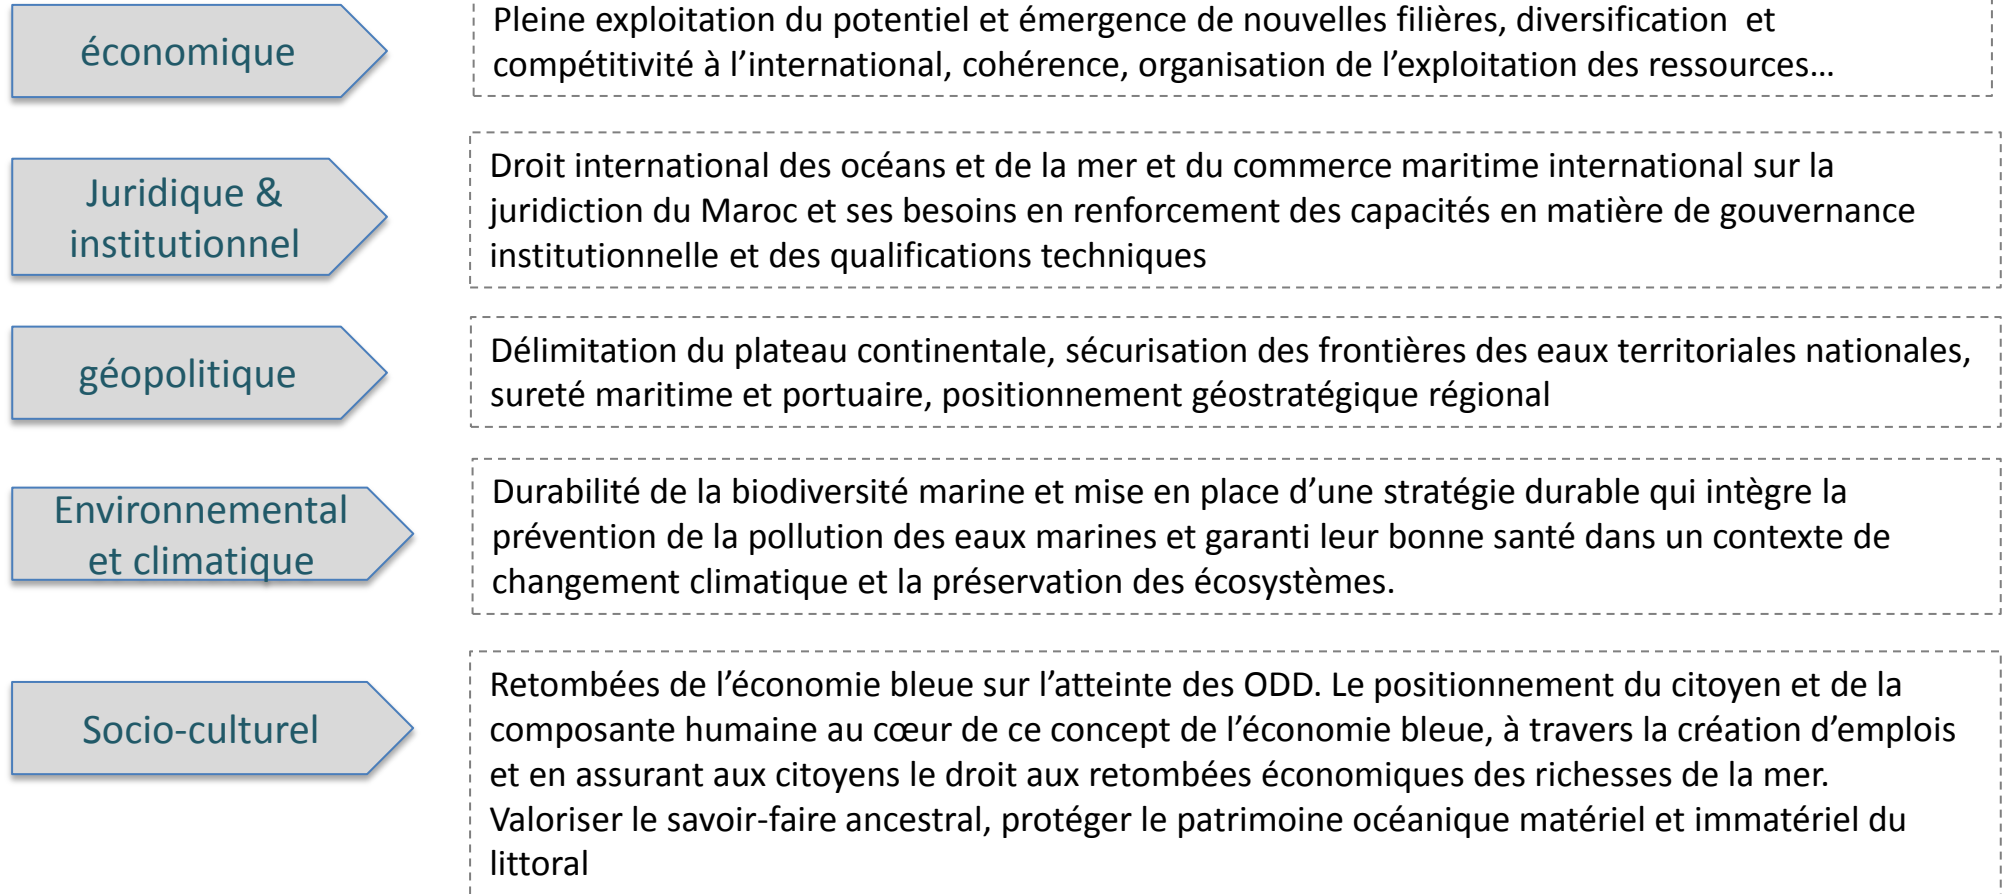 économique
Pleine exploitation du potentiel et émergence de nouvelles filières, diversification  et
compétitivité à l’international, cohérence, organisation de l’exploitation des ressources…
Juridique &
institutionnel
Droit international des océans et de la mer et du commerce maritime international sur la
juridiction du Maroc et ses besoins en renforcement des capacités en matière de gouvernance
institutionnelle et des qualifications techniques
géopolitique
Délimitation du plateau continentale, sécurisation des frontières des eaux territoriales nationales,
sureté maritime et portuaire, positionnement géostratégique régional
Environnemental
et climatique
Durabilité de la biodiversité marine et mise en place d’une stratégie durable qui intègre la
prévention de la pollution des eaux marines et garanti leur bonne santé dans un contexte de
changement climatique et la préservation des écosystèmes.
Socio-culturel
Retombées de l’économie bleue sur l’atteinte des ODD. Le positionnement du citoyen et de la
composante humaine au cœur de ce concept de l’économie bleue, à travers la création d’emplois
et en assurant aux citoyens le droit aux retombées économiques des richesses de la mer.
Valoriser le savoir-faire ancestral, protéger le patrimoine océanique matériel et immatériel du
littoral